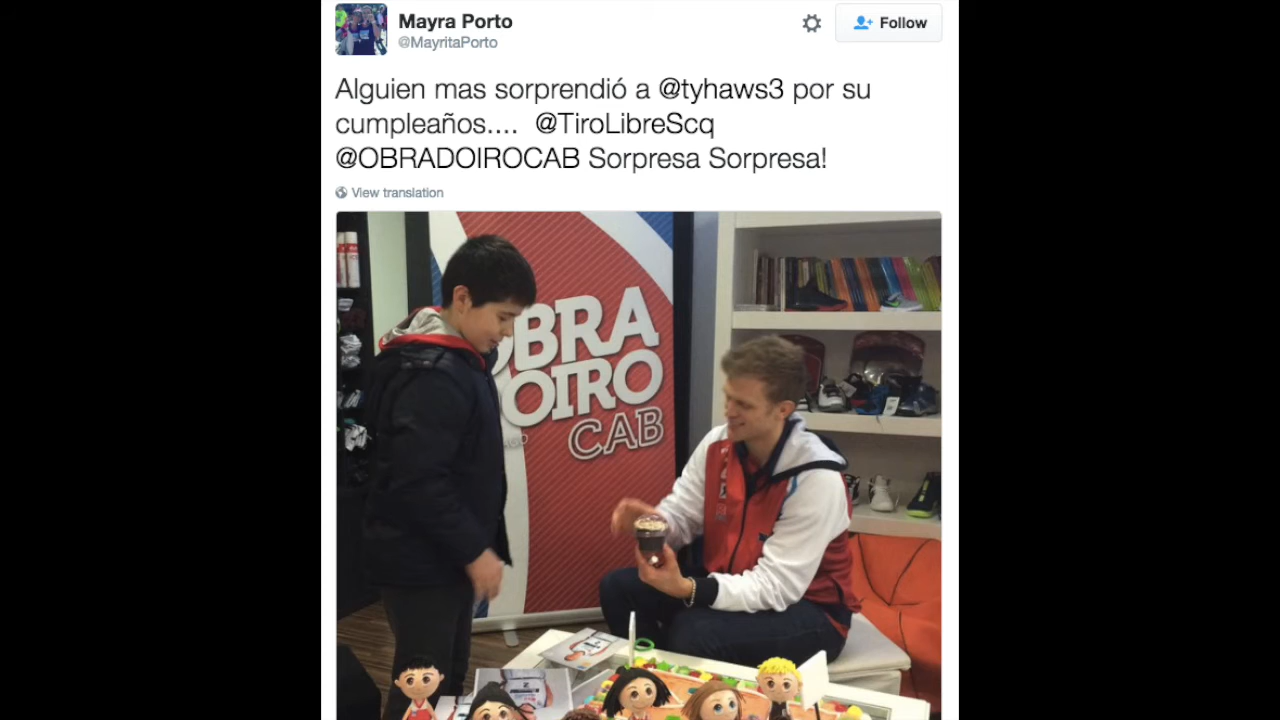 Mayra Porto
@MayritaPorto
Follow
Alguien mas sorprendió a @tyhaws3 por su
cumpleaños.... @TiroLibreScq
@OBRADOIROCAB Sorpresa Sorpresa!
View translation
OBRA
DOIRO
CAB